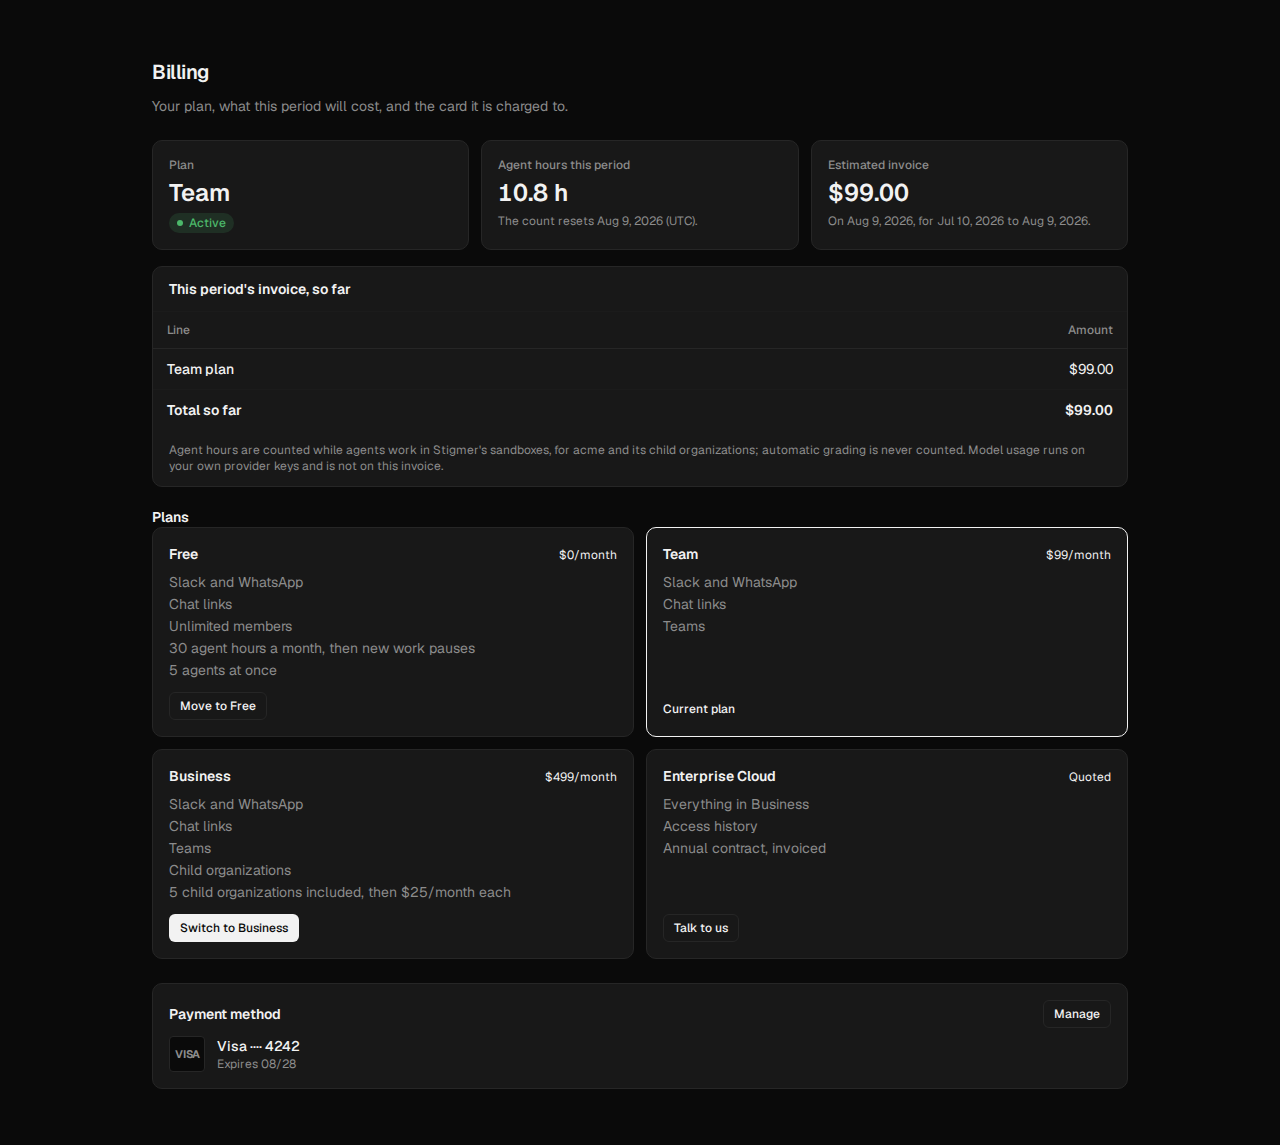 Billing
Your plan, what this period will cost, and the card it is charged to.
Plan
Team
Active
Agent hours this period
10.8 h
The count resets Aug 9, 2026 (UTC).
Estimated invoice
$99.00
On Aug 9, 2026, for Jul 10, 2026 to Aug 9, 2026.
This period's invoice, so far
Line Amount
Team plan $99.00
Total so far $99.00
Agent hours are counted while agents work in Stigmer's sandboxes, for acme and its child organizations; automatic grading is never counted. Model usage runs on
your own provider keys and is not on this invoice.
Plans
Free $0/month
Slack and WhatsApp
Chat links
Unlimited members
30 agent hours a month, then new work pauses
5 agents at once
Move to Free
Team $99/month
Slack and WhatsApp
Chat links
Teams
Current plan
Business $499/month
Slack and WhatsApp
Chat links
Teams
Child organizations
5 child organizations included, then $25/month each
Switch to Business
Enterprise Cloud Quoted
Everything in Business
Access history
Annual contract, invoiced
Talk to us
Payment method Manage
VISA
Visa ···· 4242
Expires 08/28